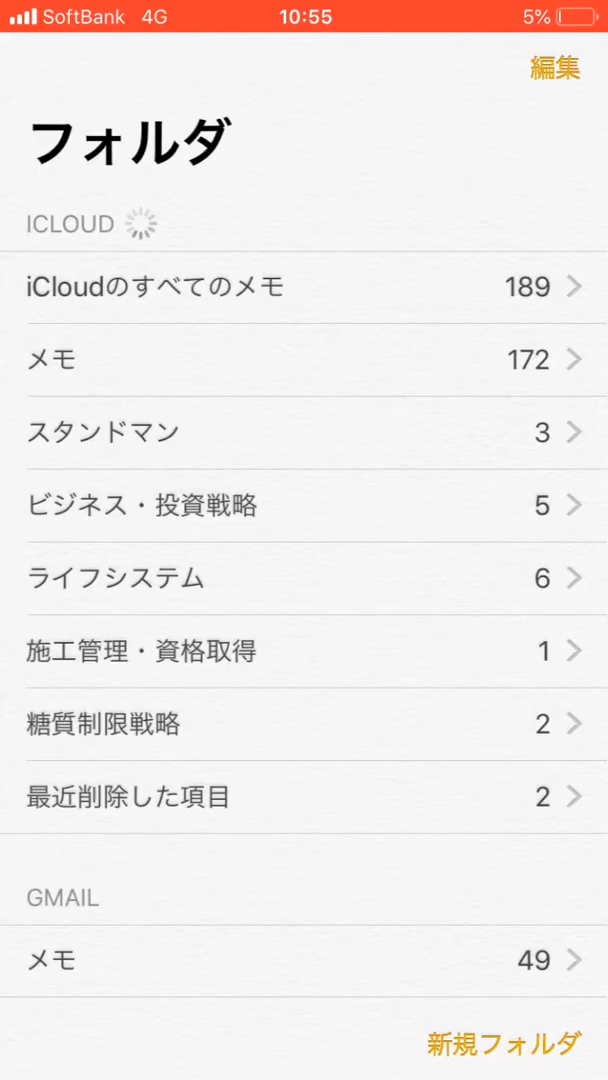 SoftBank 4G 10:55 5%
編集
フォルダ
ICLOUD
iCloudのすべてのメモ 189
メモ 172
スタンドマン 3
ビジネス・投資戦略 5
ライフシステム 6
施工管理・資格取得 1
糖質制限戦略 2
最近削除した項目 2
GMAIL
メモ 49
新規フォルダ